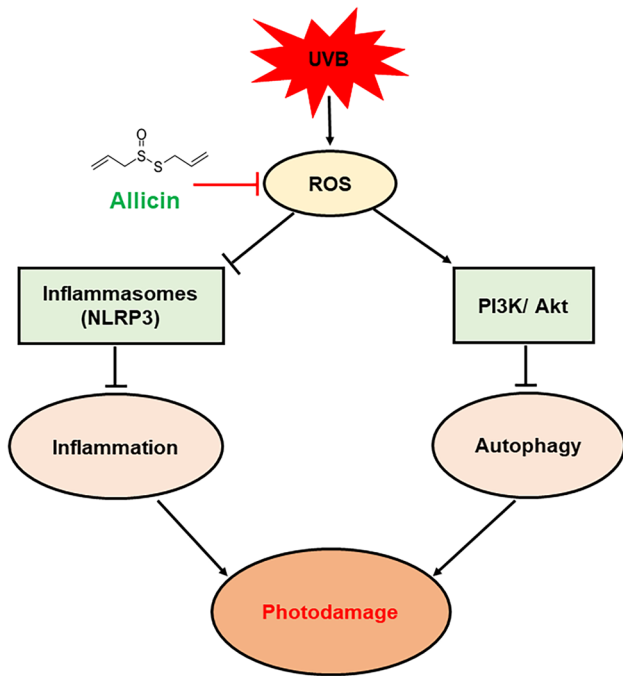 UVB
O
S
S
Allicin
ROS
Inflammasomes
(NLRP3)
PI3K/ Akt
Inflammation
Autophagy
Photodamage